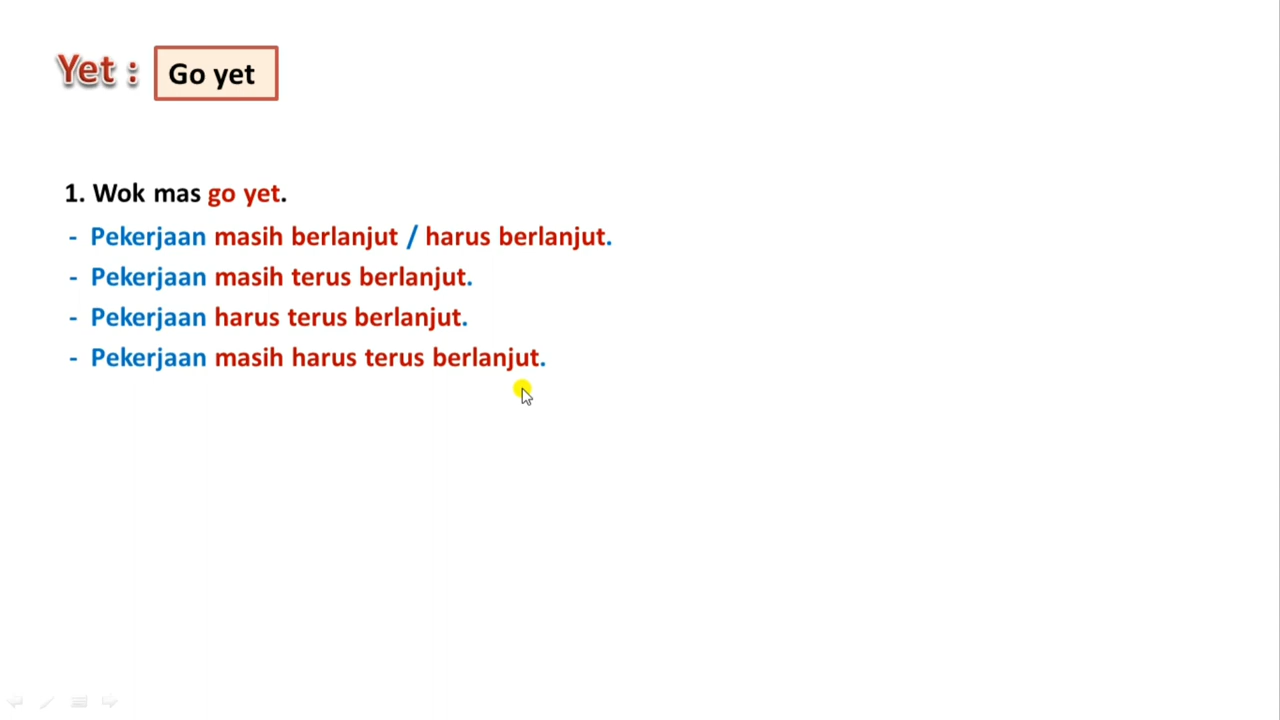 Yet : Go yet
1. Wok mas go yet.
- Pekerjaan masih berlanjut / harus berlanjut.
- Pekerjaan masih terus berlanjut.
- Pekerjaan harus terus berlanjut.
- Pekerjaan masih harus terus berlanjut.